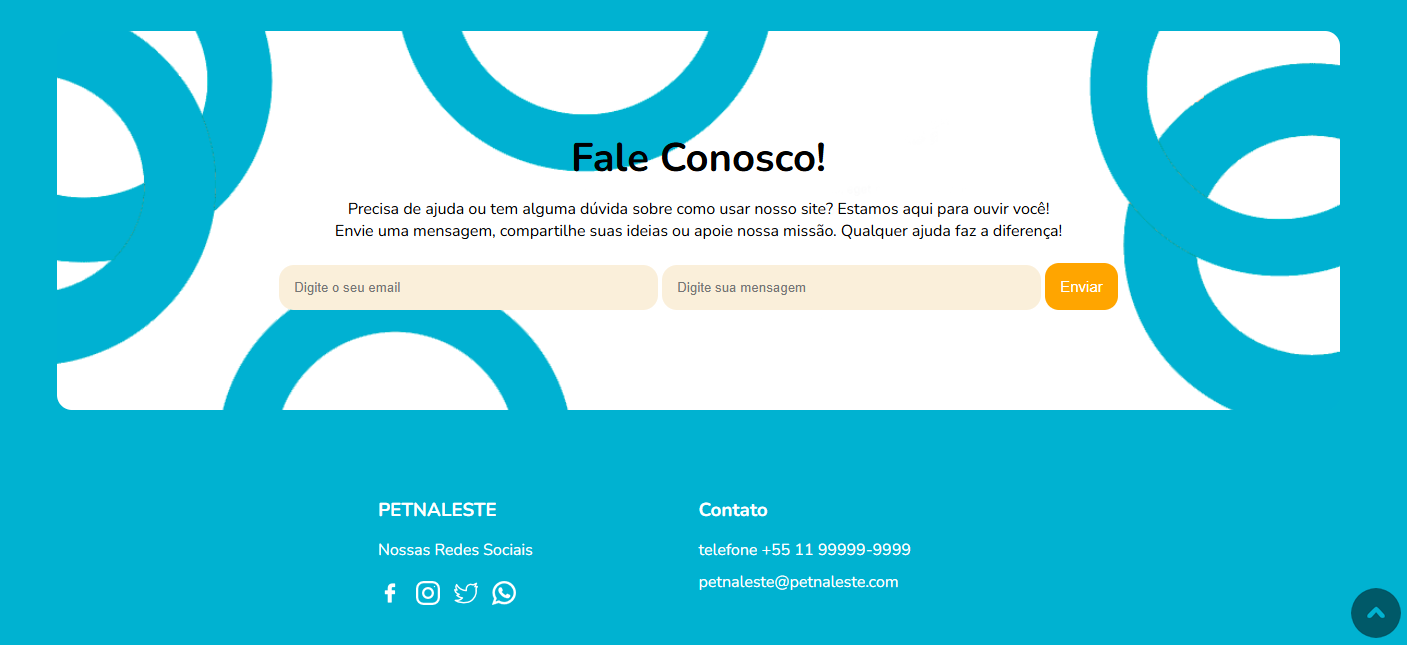 Fale Conosco!
Precisa de ajuda ou tem alguma dúvida sobre como usar nosso site? Estamos aqui para ouvir você!
Envie uma mensagem, compartilhe suas ideias ou apoie nossa missão. Qualquer ajuda faz a diferença!
Digite o seu email
Digite sua mensagem
Enviar
PETNALESTE
Nossas Redes Sociais
Contato
telefone +55 11 99999-9999
petnaleste@petnaleste.com